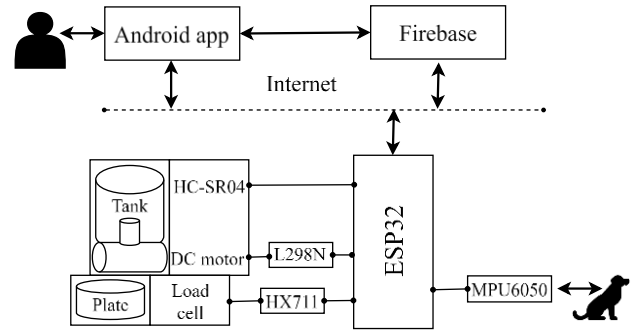 Android app
Firebase
Internet
HC-SR04
Tank
DC motor
L298N
ESP32
Plate
Load
cell
HX711
MPU6050